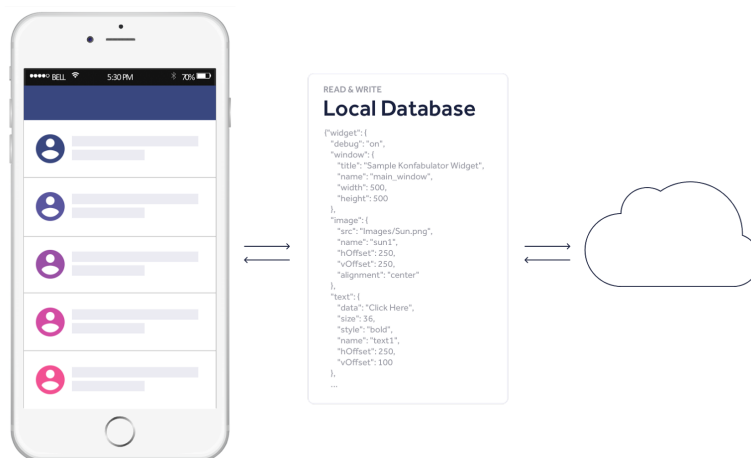 BELL 5:30 PM 70%
READ & WRITE
Local Database
{"widget": {
"debug": "on",
"window": {
"title": "Sample Konfabulator Widget",
"name": "main_window",
"width": 500,
"height": 500
},
"image": {
"src": "Images/Sun.png",
"name": "sun1",
"hOffset": 250,
"vOffset": 250,
"alignment": "center"
},
"text": {
"data": "Click Here",
"size": 36,
"style": "bold",
"name": "text1",
"hOffset": 250,
"vOffset": 100
},
...